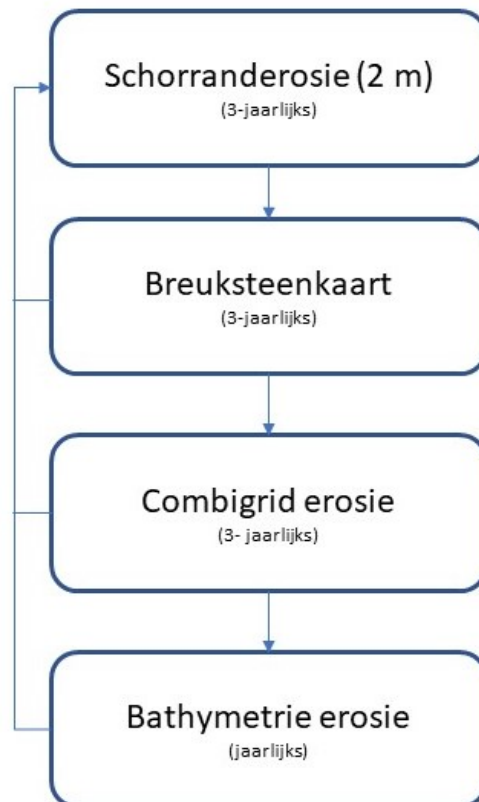 Schorranderosie (2 m)
(3-jaarlijks)
Breuksteenkaart
(3-jaarlijks)
Combigrid erosie
(3- jaarlijks)
Bathymetrie erosie
(jaarlijks)